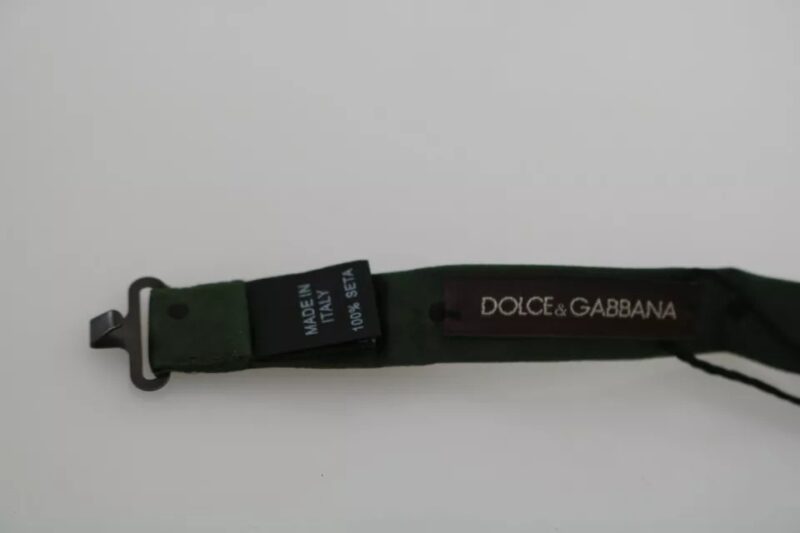 MADE IN
ITALY
100% SETA
DOLCE & GABBANA